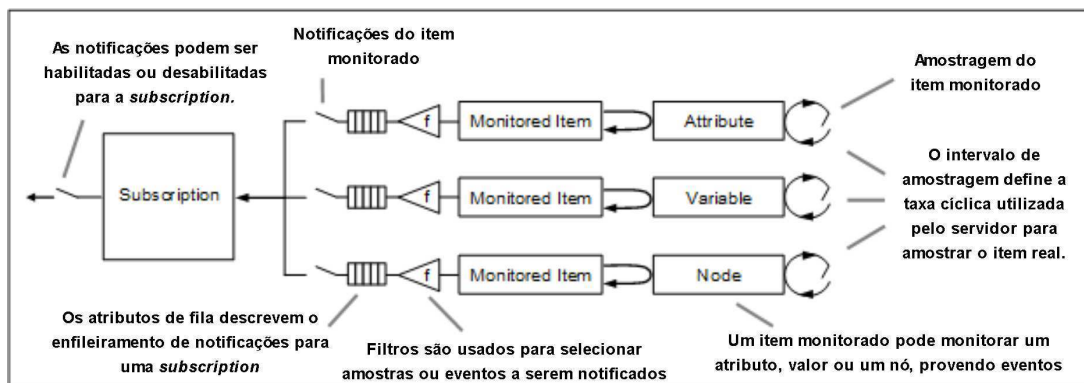 As notificações podem ser
habilitadas ou desabilitadas
para a subscription.
Notificações do item
monitorado
Amostragem do
item monitorado
f
Monitored Item
Attribute
Subscription
f
Monitored Item
Variable
O intervalo de
amostragem define a
taxa cíclica utilizada
pelo servidor para
amostrar o item real.
f
Monitored Item
Node
Os atributos de fila descrevem o
enfileiramento de notificações para
uma subscription
Filtros são usados para selecionar
amostras ou eventos a serem notificados
Um item monitorado pode monitorar um
atributo, valor ou um nó, provendo eventos